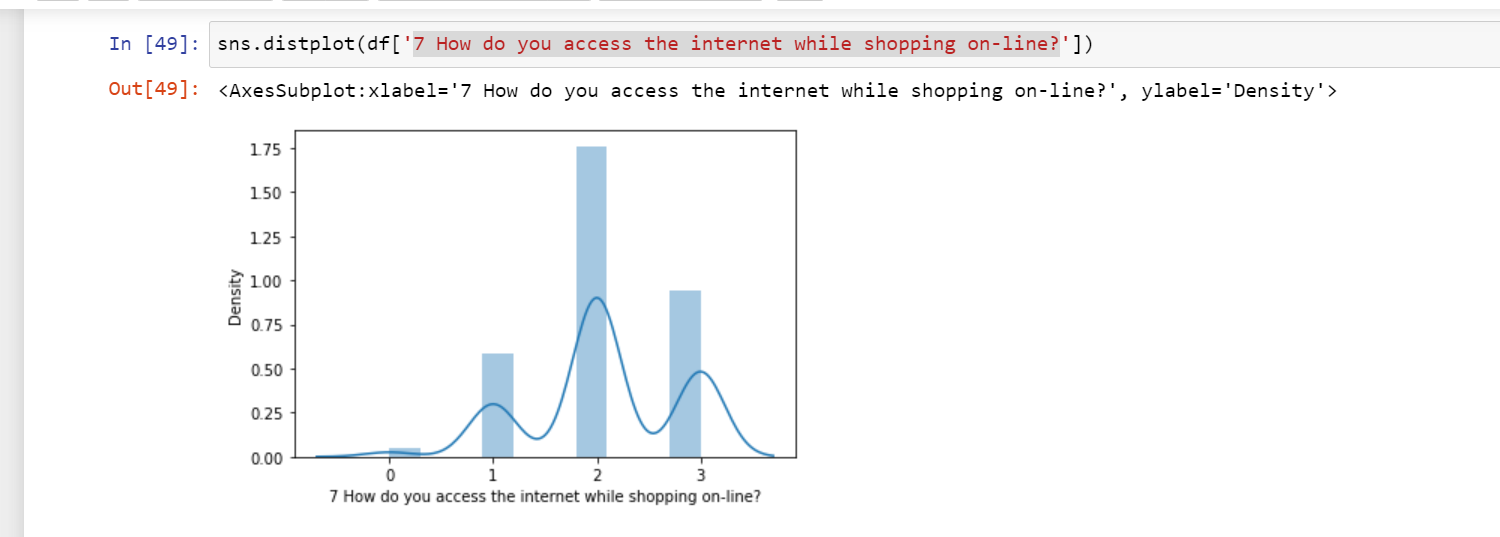 In [49]: sns.distplot(df['7 How do you access the internet while shopping on-line?'])
Out[49]: <AxesSubplot:xlabel='7 How do you access the internet while shopping on-line?', ylabel='Density'>
1.75
1.50
1.25
1.00
0.75
0.50
0.25
0.00
Density
0 1 2 3
7 How do you access the internet while shopping on-line?